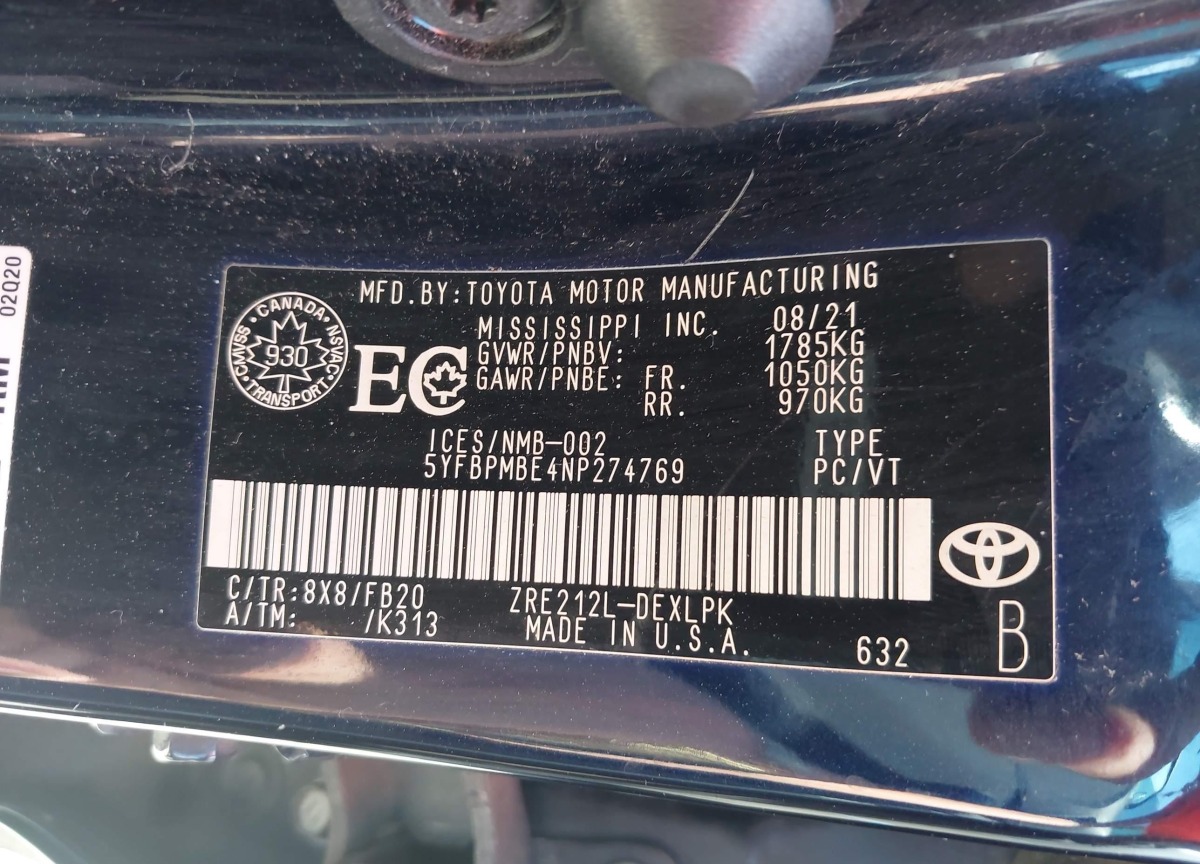 02Q20
MFD.BY:TOYOTA MOTOR MANUFACTURING
MISSISSIPPI INC. 08/21
GVWR/PNBV: 1785KG
GAWR/PNBE: FR. 1050KG
RR. 970KG
CANADA
NSVAC
TRANSPORT
CMVSS
930
EC
ICES/NMB-002 TYPE
5YFBPMBE4NP274769 PC/VT
C/TR:8X8/FB20 ZRE212L-DEXLPK
A/TM: /K313 MADE IN U.S.A.
632 B